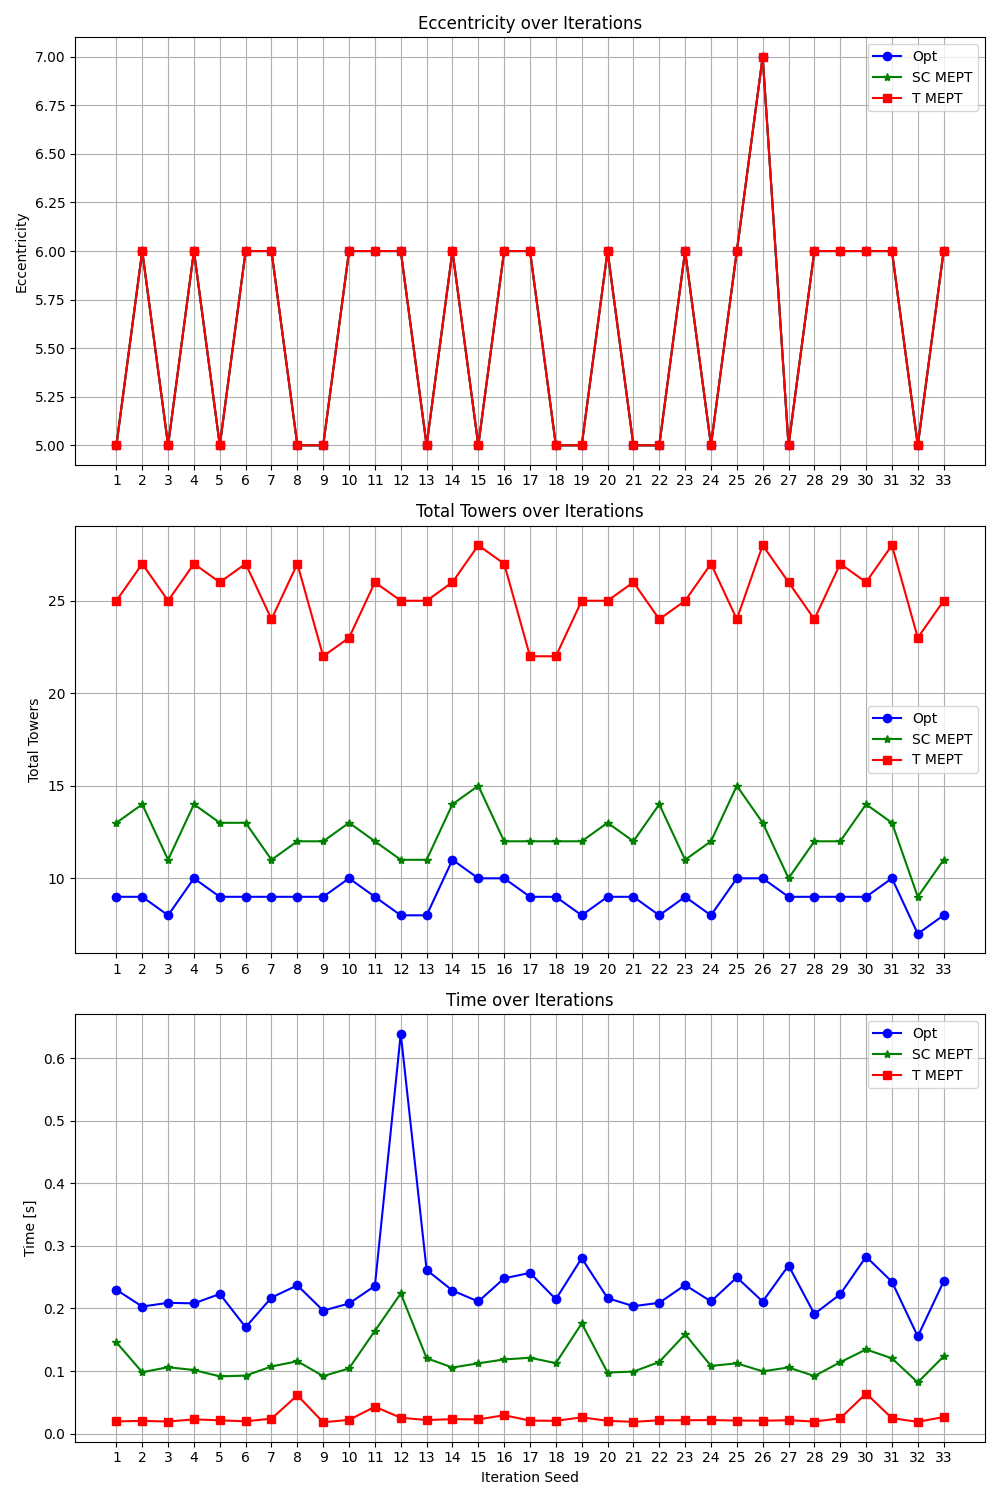 Eccentricity over Iterations
Eccentricity
7.00
6.75
6.50
6.25
6.00
5.75
5.50
5.25
5.00
Opt
SC MEPT
T MEPT
1 2 3 4 5 6 7 8 9 10 11 12 13 14 15 16 17 18 19 20 21 22 23 24 25 26 27 28 29 30 31 32 33
Total Towers over Iterations
Total Towers
25
20
15
10
Opt
SC MEPT
T MEPT
1 2 3 4 5 6 7 8 9 10 11 12 13 14 15 16 17 18 19 20 21 22 23 24 25 26 27 28 29 30 31 32 33
Time over Iterations
Time [s]
0.6
0.5
0.4
0.3
0.2
0.1
0.0
Opt
SC MEPT
T MEPT
1 2 3 4 5 6 7 8 9 10 11 12 13 14 15 16 17 18 19 20 21 22 23 24 25 26 27 28 29 30 31 32 33
Iteration Seed